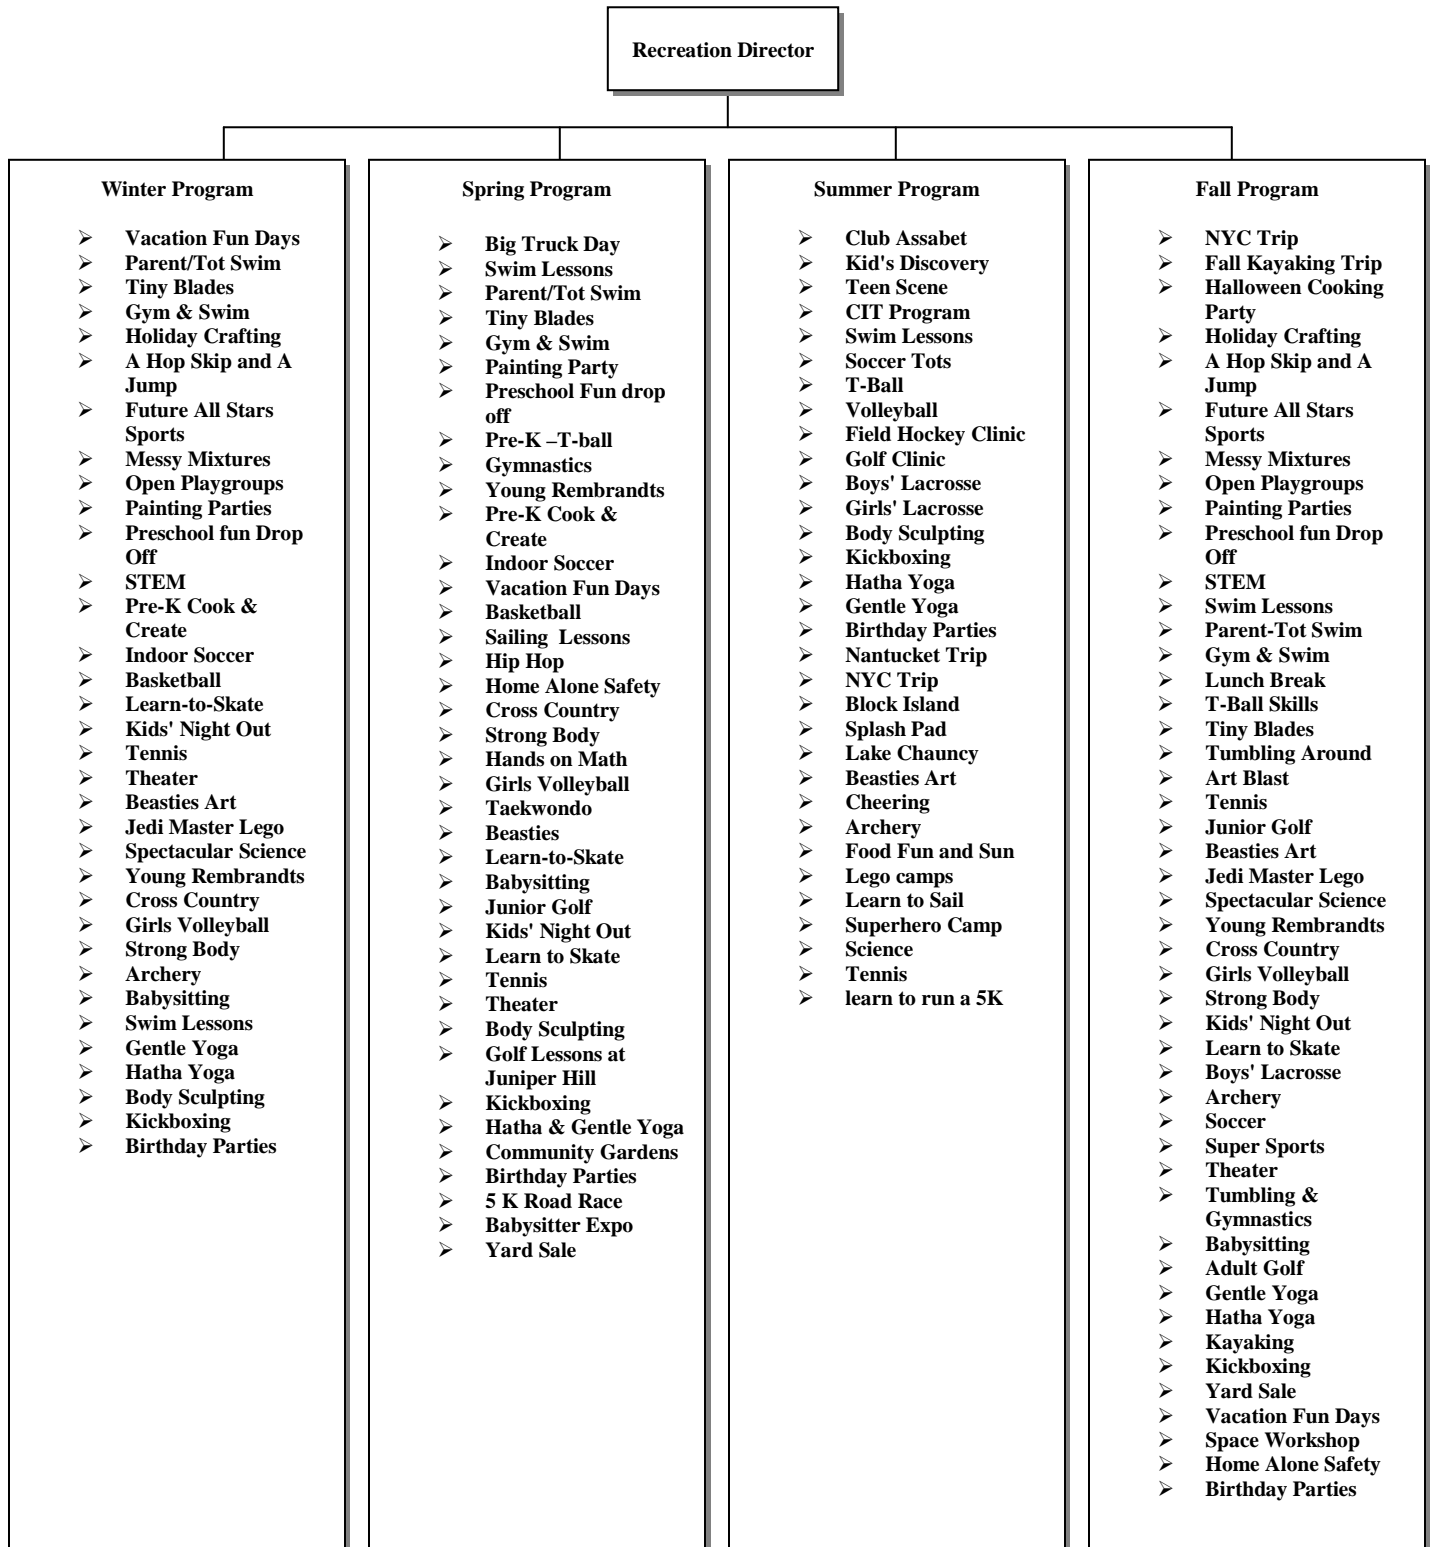 Recreation Director
Winter Program
➢ Vacation Fun Days
➢ Parent/Tot Swim
➢ Tiny Blades
➢ Gym & Swim
➢ Holiday Crafting
➢ A Hop Skip and A
Jump
➢ Future All Stars
Sports
➢ Messy Mixtures
➢ Open Playgroups
➢ Painting Parties
➢ Preschool fun Drop
Off
➢ STEM
➢ Pre-K Cook &
Create
➢ Indoor Soccer
➢ Basketball
➢ Learn-to-Skate
➢ Kids' Night Out
➢ Tennis
➢ Theater
➢ Beasties Art
➢ Jedi Master Lego
➢ Spectacular Science
➢ Young Rembrandts
➢ Cross Country
➢ Girls Volleyball
➢ Strong Body
➢ Archery
➢ Babysitting
➢ Swim Lessons
➢ Gentle Yoga
➢ Hatha Yoga
➢ Body Sculpting
➢ Kickboxing
➢ Birthday Parties
Spring Program
➢ Big Truck Day
➢ Swim Lessons
➢ Parent/Tot Swim
➢ Tiny Blades
➢ Gym & Swim
➢ Painting Party
➢ Preschool Fun drop
off
➢ Pre-K –T-ball
➢ Gymnastics
➢ Young Rembrandts
➢ Pre-K Cook &
Create
➢ Indoor Soccer
➢ Vacation Fun Days
➢ Basketball
➢ Sailing Lessons
➢ Hip Hop
➢ Home Alone Safety
➢ Cross Country
➢ Strong Body
➢ Hands on Math
➢ Girls Volleyball
➢ Taekwondo
➢ Beasties
➢ Learn-to-Skate
➢ Babysitting
➢ Junior Golf
➢ Kids' Night Out
➢ Learn to Skate
➢ Tennis
➢ Theater
➢ Body Sculpting
➢ Golf Lessons at
Juniper Hill
➢ Kickboxing
➢ Hatha & Gentle Yoga
➢ Community Gardens
➢ Birthday Parties
➢ 5 K Road Race
➢ Babysitter Expo
➢ Yard Sale
Summer Program
➢ Club Assabet
➢ Kid's Discovery
➢ Teen Scene
➢ CIT Program
➢ Swim Lessons
➢ Soccer Tots
➢ T-Ball
➢ Volleyball
➢ Field Hockey Clinic
➢ Golf Clinic
➢ Boys' Lacrosse
➢ Girls' Lacrosse
➢ Body Sculpting
➢ Kickboxing
➢ Hatha Yoga
➢ Gentle Yoga
➢ Birthday Parties
➢ Nantucket Trip
➢ NYC Trip
➢ Block Island
➢ Splash Pad
➢ Lake Chauncy
➢ Beasties Art
➢ Cheering
➢ Archery
➢ Food Fun and Sun
➢ Lego camps
➢ Learn to Sail
➢ Superhero Camp
➢ Science
➢ Tennis
➢ learn to run a 5K
Fall Program
➢ NYC Trip
➢ Fall Kayaking Trip
➢ Halloween Cooking
Party
➢ Holiday Crafting
➢ A Hop Skip and A
Jump
➢ Future All Stars
Sports
➢ Messy Mixtures
➢ Open Playgroups
➢ Painting Parties
➢ Preschool fun Drop
Off
➢ STEM
➢ Swim Lessons
➢ Parent-Tot Swim
➢ Gym & Swim
➢ Lunch Break
➢ T-Ball Skills
➢ Tiny Blades
➢ Tumbling Around
➢ Art Blast
➢ Tennis
➢ Junior Golf
➢ Beasties Art
➢ Jedi Master Lego
➢ Spectacular Science
➢ Young Rembrandts
➢ Cross Country
➢ Girls Volleyball
➢ Strong Body
➢ Kids' Night Out
➢ Learn to Skate
➢ Boys' Lacrosse
➢ Archery
➢ Soccer
➢ Super Sports
➢ Theater
➢ Tumbling &
Gymnastics
➢ Babysitting
➢ Adult Golf
➢ Gentle Yoga
➢ Hatha Yoga
➢ Kayaking
➢ Kickboxing
➢ Yard Sale
➢ Vacation Fun Days
➢ Space Workshop
➢ Home Alone Safety
➢ Birthday Parties